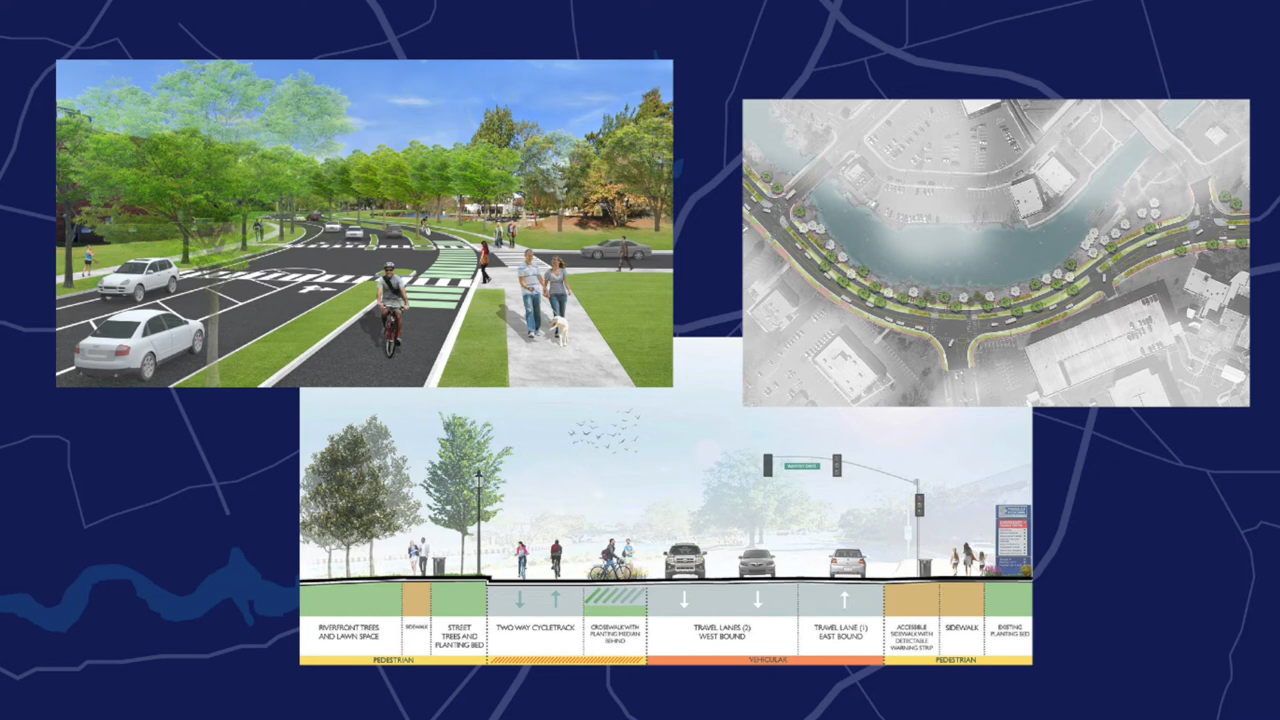 RIVERFRONT TREES
AND LAWN SPACE
SIDEWALK
STREET
TREES AND
PLANTING BED
TWO WAY CYCLETRACK
CROSSWALK WITH
PLANTING MEDIAN
BEHIND
TRAVEL LANES (2)
WEST BOUND
TRAVEL LANE (1)
EAST BOUND
ACCESSIBLE
SIDEWALK WITH
DETECTABLE
WARNING STRIP
SIDEWALK
EXISTING
PLANTING BED
PEDESTRIAN
VEHICULAR
PEDESTRIAN